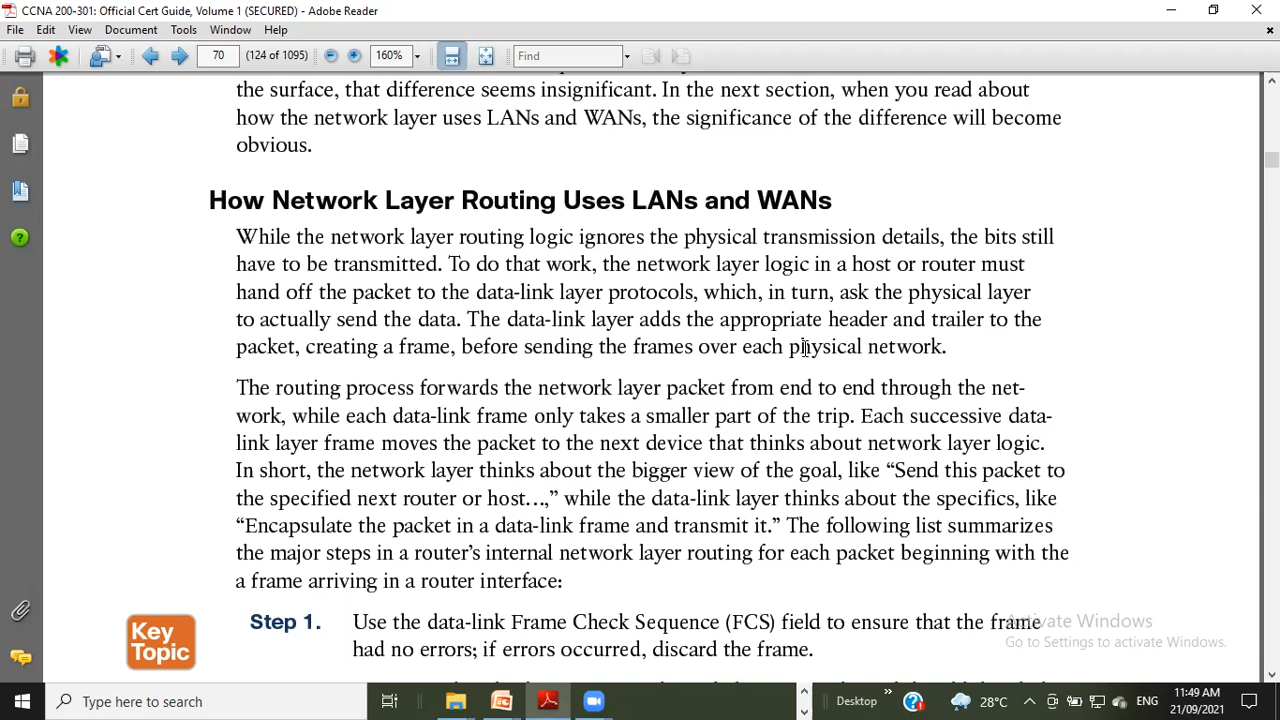 CCNA 200-301: Official Cert Guide, Volume 1 (SECURED) - Adobe Reader
File Edit View Document Tools Window Help
70 (124 of 1095) 160% Find
the surface, that difference seems insignificant. In the next section, when you read about
how the network layer uses LANs and WANs, the significance of the difference will become
obvious.
How Network Layer Routing Uses LANs and WANs
While the network layer routing logic ignores the physical transmission details, the bits still
have to be transmitted. To do that work, the network layer logic in a host or router must
hand off the packet to the data-link layer protocols, which, in turn, ask the physical layer
to actually send the data. The data-link layer adds the appropriate header and trailer to the
packet, creating a frame, before sending the frames over each physical network.
The routing process forwards the network layer packet from end to end through the net-
work, while each data-link frame only takes a smaller part of the trip. Each successive data-
link layer frame moves the packet to the next device that thinks about network layer logic.
In short, the network layer thinks about the bigger view of the goal, like “Send this packet to
the specified next router or host…,” while the data-link layer thinks about the specifics, like
“Encapsulate the packet in a data-link frame and transmit it.” The following list summarizes
the major steps in a router’s internal network layer routing for each packet beginning with the
a frame arriving in a router interface:
Key
Topic
Step 1. Use the data-link Frame Check Sequence (FCS) field to ensure that the frame
had no errors; if errors occurred, discard the frame.
Activate Windows
Go to Settings to activate Windows.
Type here to search
Desktop » 28°C ENG
11:49 AM
21/09/2021